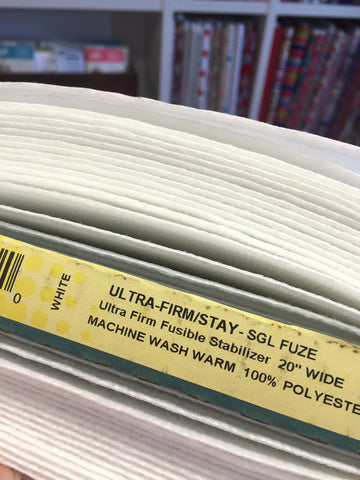 0
WHITE
ULTRA-FIRM/STAY - SGL FUZE
Ultra Firm Fusible Stabilizer 20" WIDE
MACHINE WASH WARM 100% POLYESTE